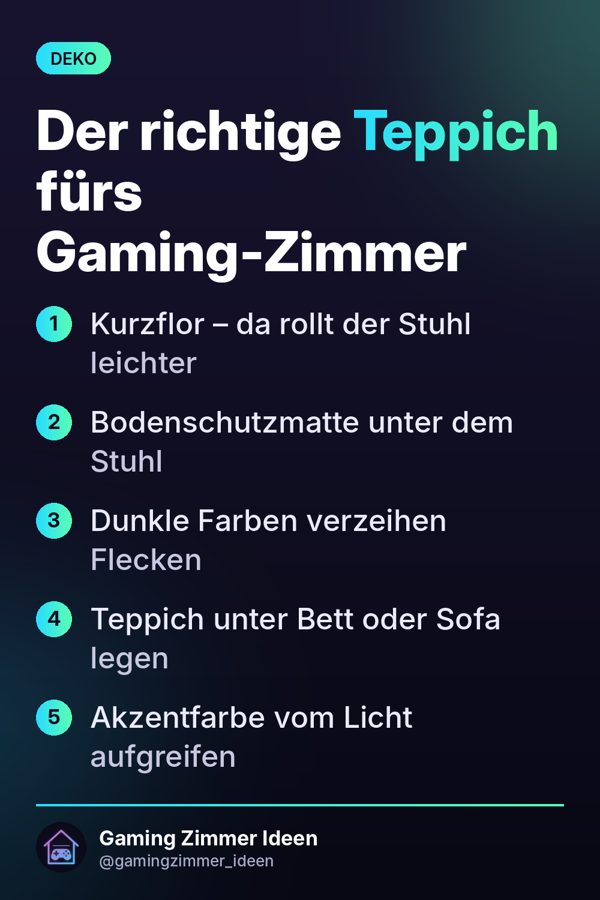 DEKO
Der richtige Teppich
fürs
Gaming-Zimmer
1 Kurzflor – da rollt der Stuhl
leichter
2 Bodenschutzmatte unter dem
Stuhl
3 Dunkle Farben verzeihen
Flecken
4 Teppich unter Bett oder Sofa
legen
5 Akzentfarbe vom Licht
aufgreifen
Gaming Zimmer Ideen
@gamingzimmer_ideen